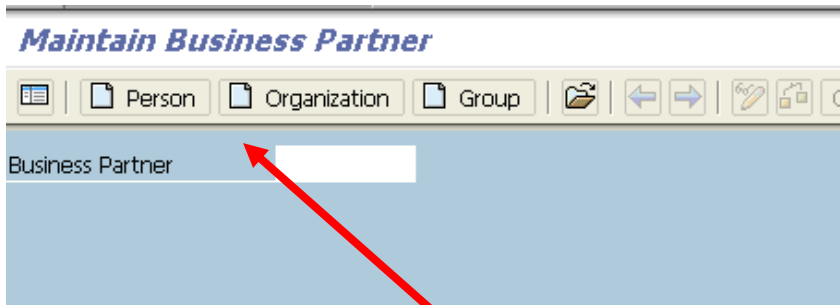 Maintain Business Partner
Person Organization Group
Business Partner